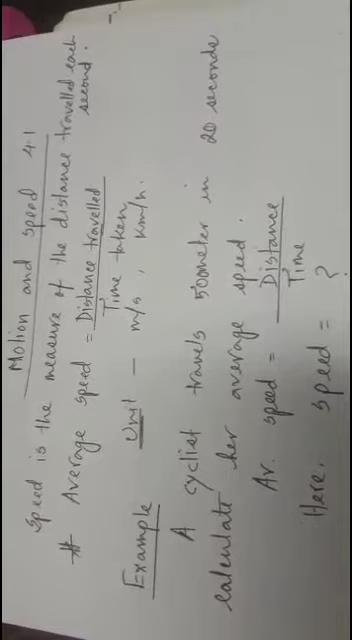 Motion and speed 4.1
Speed is the measure of the distance travelled each
second.
# Average speed = Distance travelled
Time taken
Unit — m/s, km/h.
Example
A cyclist travels 500meter in 20 seconds
calculate her average speed.
Av. speed = Distance
Time
Here, speed = ?